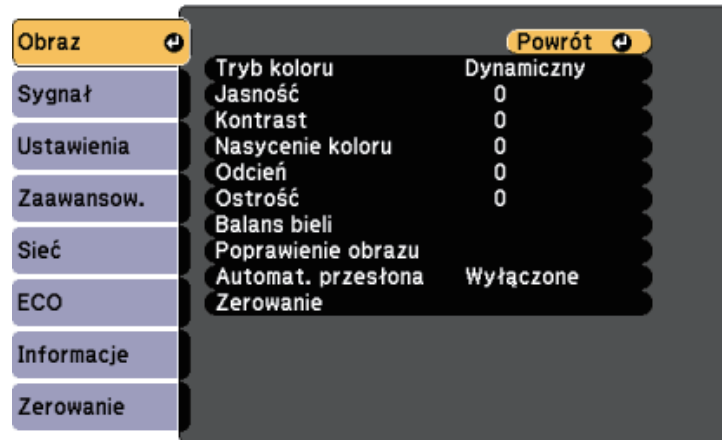 Obraz
Sygnał
Ustawienia
Zaawansow.
Sieć
ECO
Informacje
Zerowanie
Powrót
Tryb koloru Dynamiczny
Jasność 0
Kontrast 0
Nasycenie koloru 0
Odcień 0
Ostrość 0
Balans bieli
Poprawienie obrazu
Automat. przesłona Wyłączone
Zerowanie